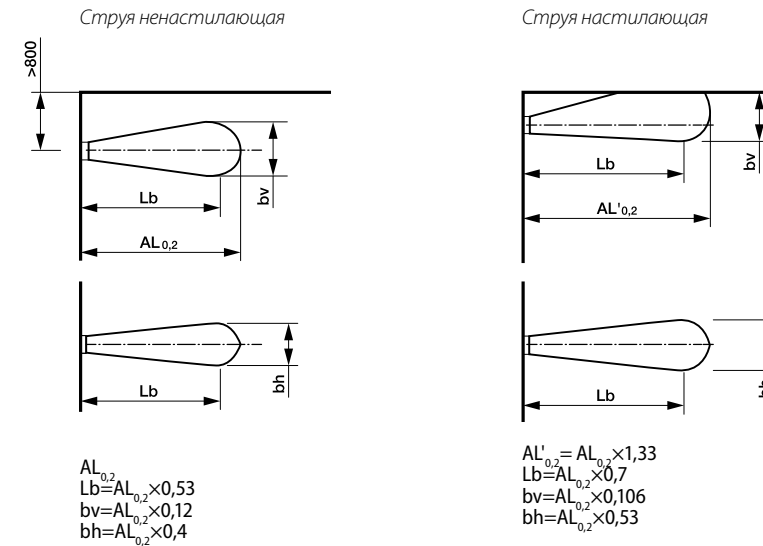 Струя ненастилающая
>800
Lb
bv
AL0,2
Lb
bh
AL0,2
Lb=AL0,2×0,53
bv=AL0,2×0,12
bh=AL0,2×0,4
Струя настилающая
Lb
bv
AL'0,2
Lb
AL'0,2= AL0,2×1,33
Lb=AL0,2×0,7
bv=AL0,2×0,106
bh=AL0,2×0,53